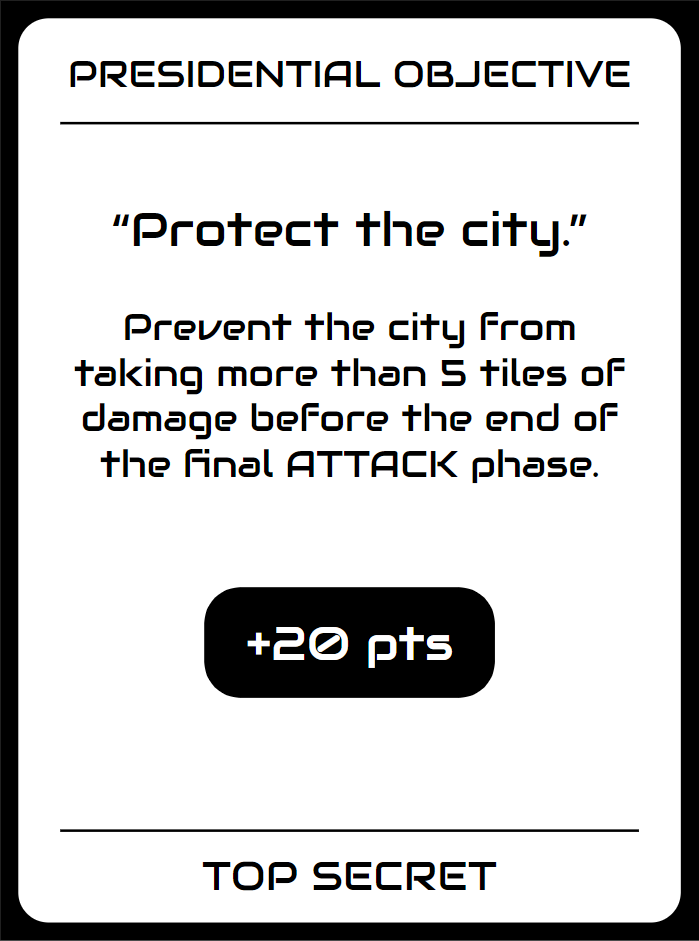 PRESIDENTIAL OBJECTIVE
“Protect the city.”
Prevent the city from
taking more than 5 tiles of
damage before the end of
the final ATTACK phase.
+20 pts
TOP SECRET